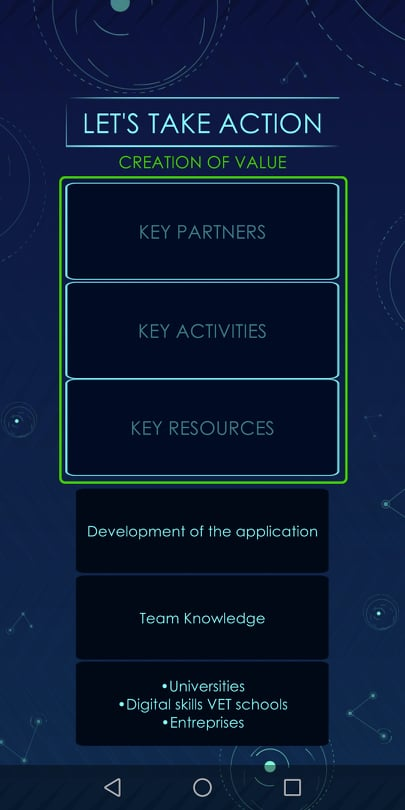 LET'S TAKE ACTION
CREATION OF VALUE
KEY PARTNERS
KEY ACTIVITIES
KEY RESOURCES
Development of the application
Team Knowledge
•Universities
•Digital skills VET schools
•Entreprises